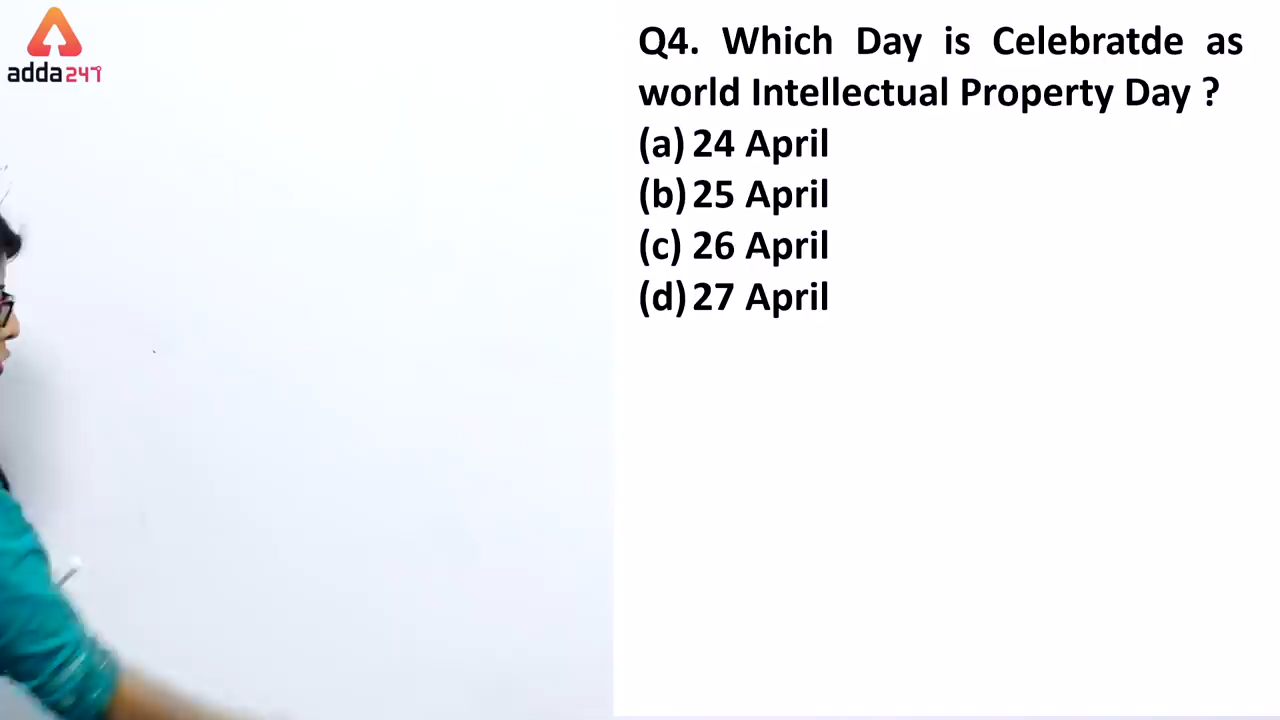 adda247
Q4. Which Day is Celebratde as
world Intellectual Property Day ?
(a) 24 April
(b) 25 April
(c) 26 April
(d) 27 April